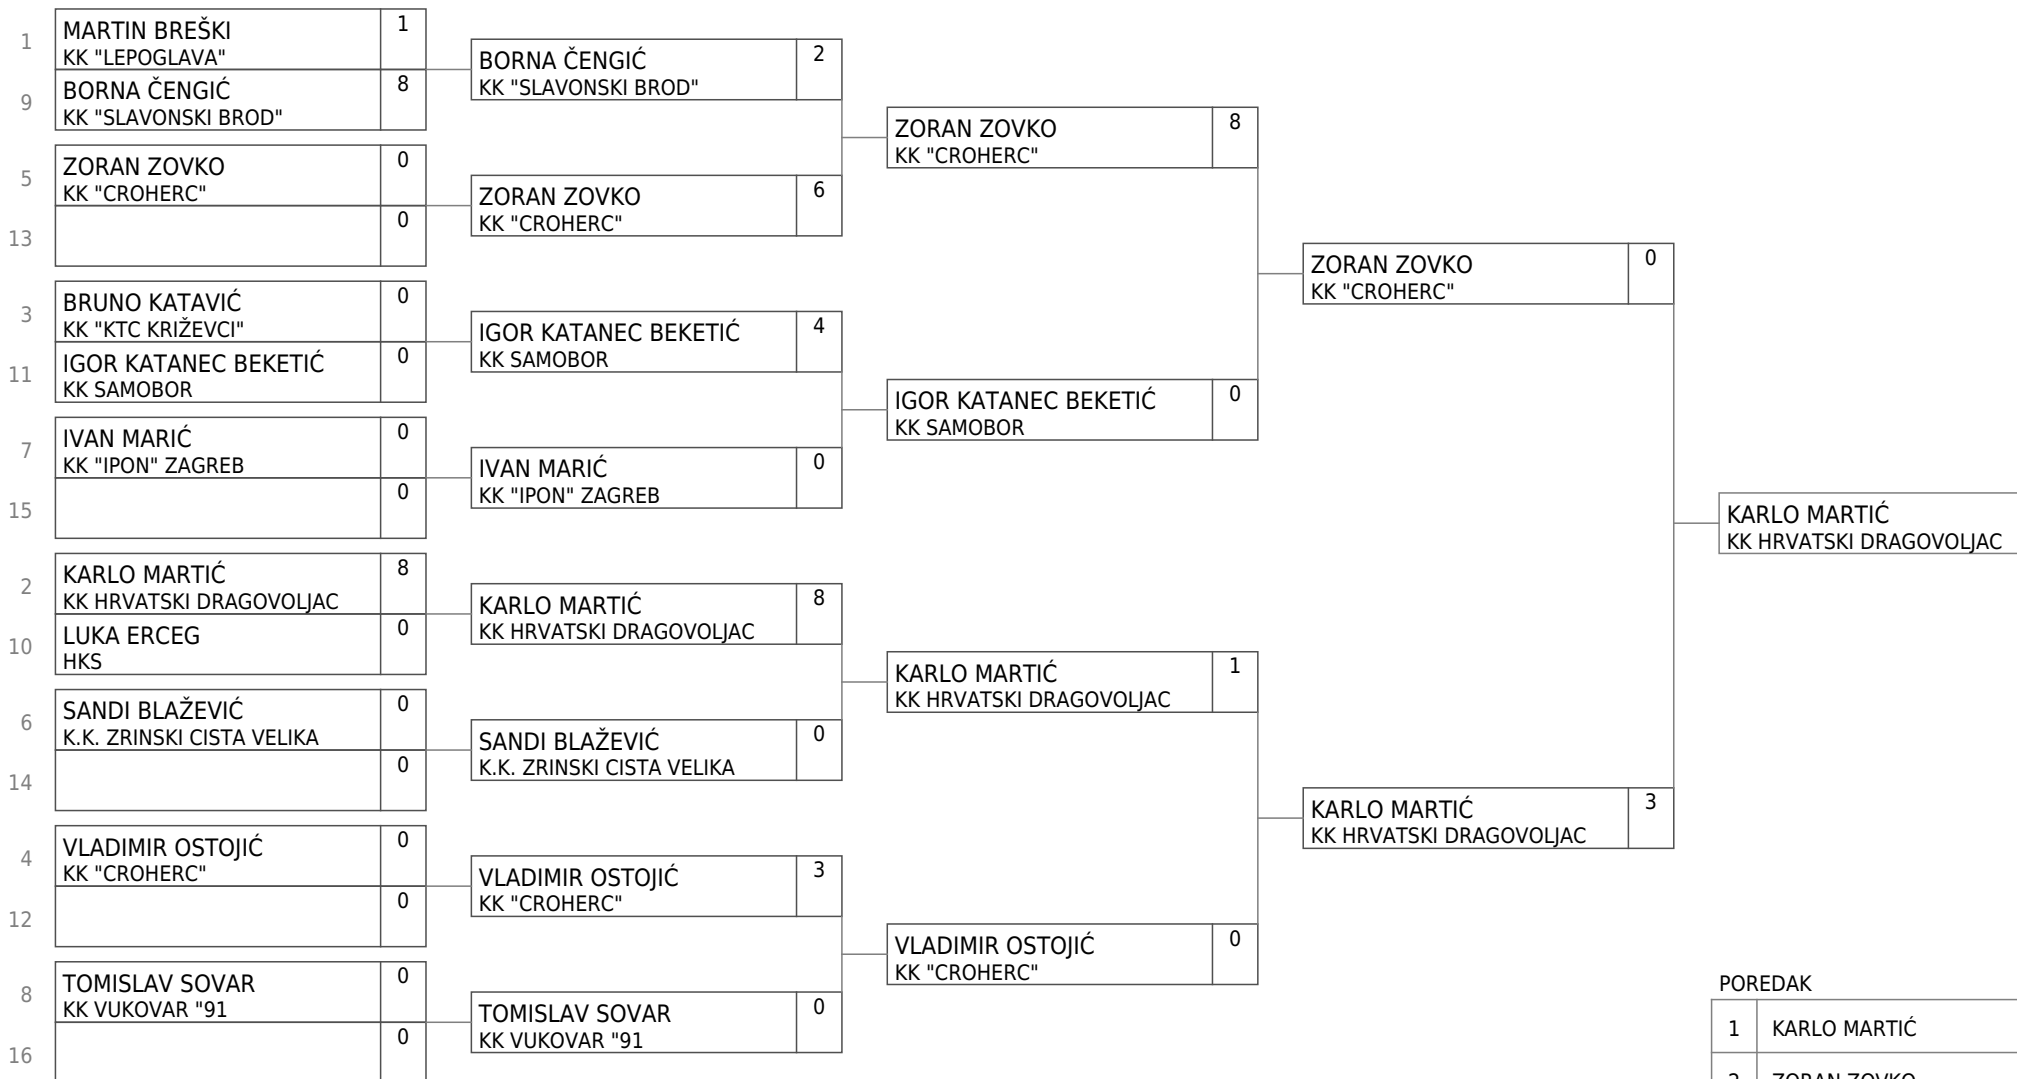 1
MARTIN BREŠKI
KK "LEPOGLAVA"
1
9
BORNA ČENGIĆ
KK "SLAVONSKI BROD"
8
5
ZORAN ZOVKO
KK "CROHERC"
0
13
0
3
BRUNO KATAVIĆ
KK "KTC KRIŽEVCI"
0
11
IGOR KATANEC BEKETIĆ
KK SAMOBOR
0
7
IVAN MARIĆ
KK "IPON" ZAGREB
0
15
0
2
KARLO MARTIĆ
KK HRVATSKI DRAGOVOLJAC
8
10
LUKA ERCEG
HKS
0
6
SANDI BLAŽEVIĆ
K.K. ZRINSKI CISTA VELIKA
0
14
0
4
VLADIMIR OSTOJIĆ
KK "CROHERC"
0
12
0
8
TOMISLAV SOVAR
KK VUKOVAR "91
0
16
0
BORNA ČENGIĆ
KK "SLAVONSKI BROD"
2
ZORAN ZOVKO
KK "CROHERC"
6
IGOR KATANEC BEKETIĆ
KK SAMOBOR
4
IVAN MARIĆ
KK "IPON" ZAGREB
0
KARLO MARTIĆ
KK HRVATSKI DRAGOVOLJAC
8
SANDI BLAŽEVIĆ
K.K. ZRINSKI CISTA VELIKA
0
VLADIMIR OSTOJIĆ
KK "CROHERC"
3
TOMISLAV SOVAR
KK VUKOVAR "91
0
ZORAN ZOVKO
KK "CROHERC"
8
IGOR KATANEC BEKETIĆ
KK SAMOBOR
0
KARLO MARTIĆ
KK HRVATSKI DRAGOVOLJAC
1
VLADIMIR OSTOJIĆ
KK "CROHERC"
0
ZORAN ZOVKO
KK "CROHERC"
0
KARLO MARTIĆ
KK HRVATSKI DRAGOVOLJAC
3
KARLO MARTIĆ
KK HRVATSKI DRAGOVOLJAC
POREDAK
1 KARLO MARTIĆ
2 ZORAN ZOVKO